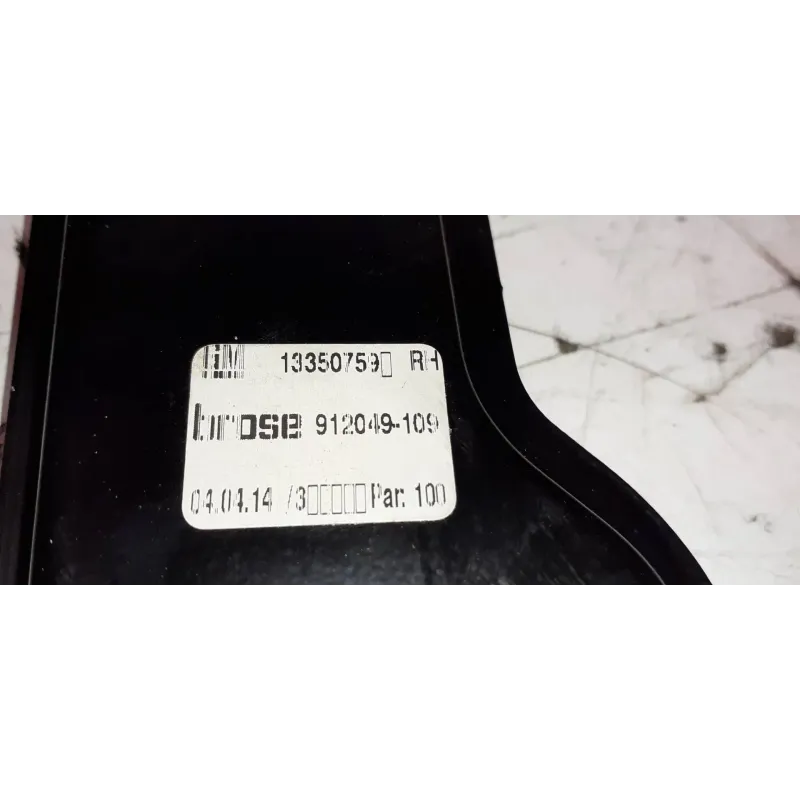 GM 13350759▯ RH
brose 912049-109
04.04.14 /3▯▯▯▯▯Par: 100